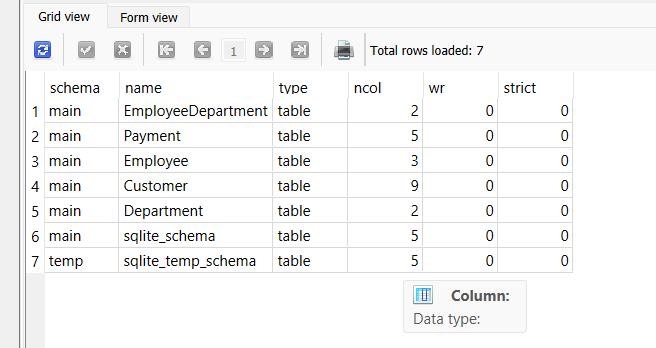 Grid view Form view
1 Total rows loaded: 7
schema name type ncol wr strict
1 main EmployeeDepartment table 2 0 0
2 main Payment table 5 0 0
3 main Employee table 3 0 0
4 main Customer table 9 0 0
5 main Department table 2 0 0
6 main sqlite_schema table 5 0 0
7 temp sqlite_temp_schema table 5 0 0
Column:
Data type: